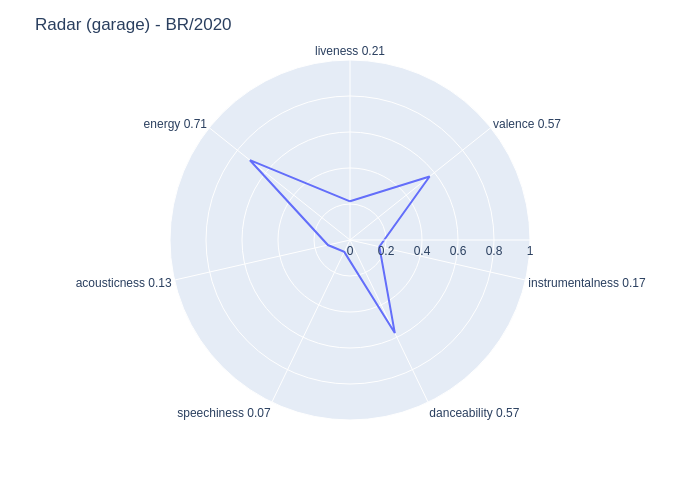 Radar (garage) - BR/2020
liveness 0.21
energy 0.71
valence 0.57
0 0.2 0.4 0.6 0.8 1
acousticness 0.13
instrumentalness 0.17
speechiness 0.07
danceability 0.57